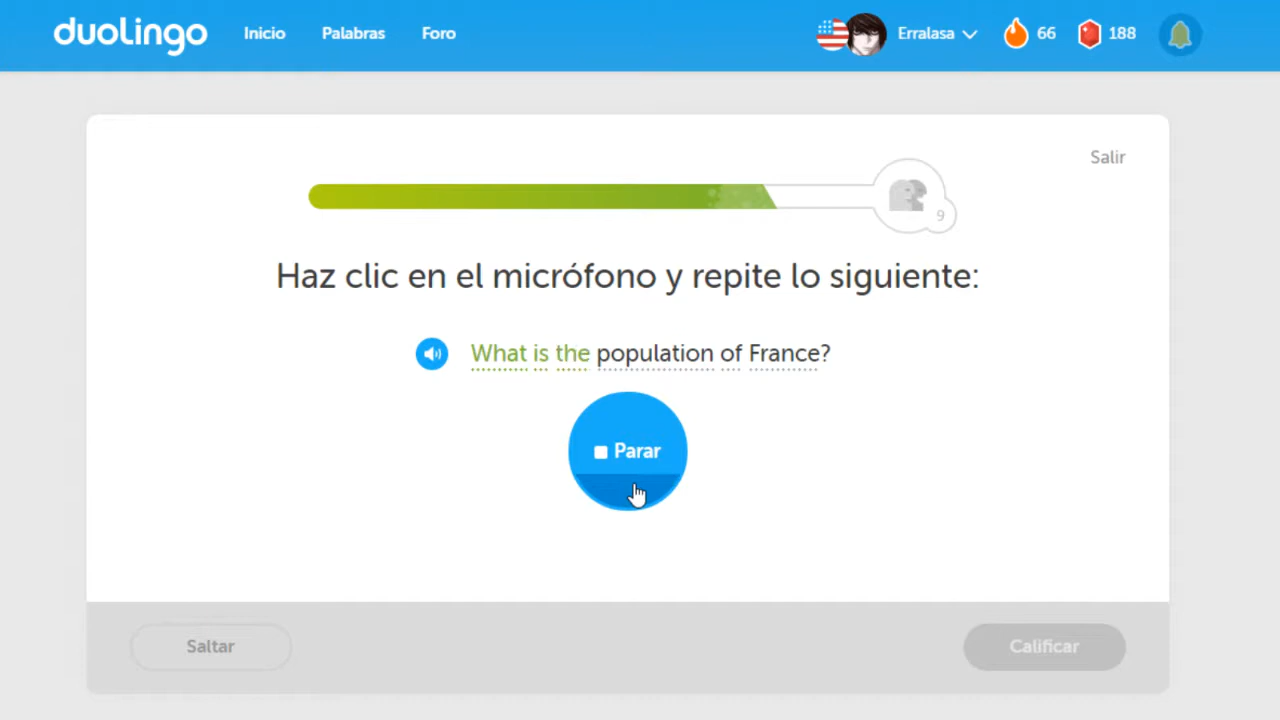 duolingo Inicio Palabras Foro Erralasa 66 188
Salir
9
Haz clic en el micrófono y repite lo siguiente:
What is the population of France?
Parar
Saltar Calificar